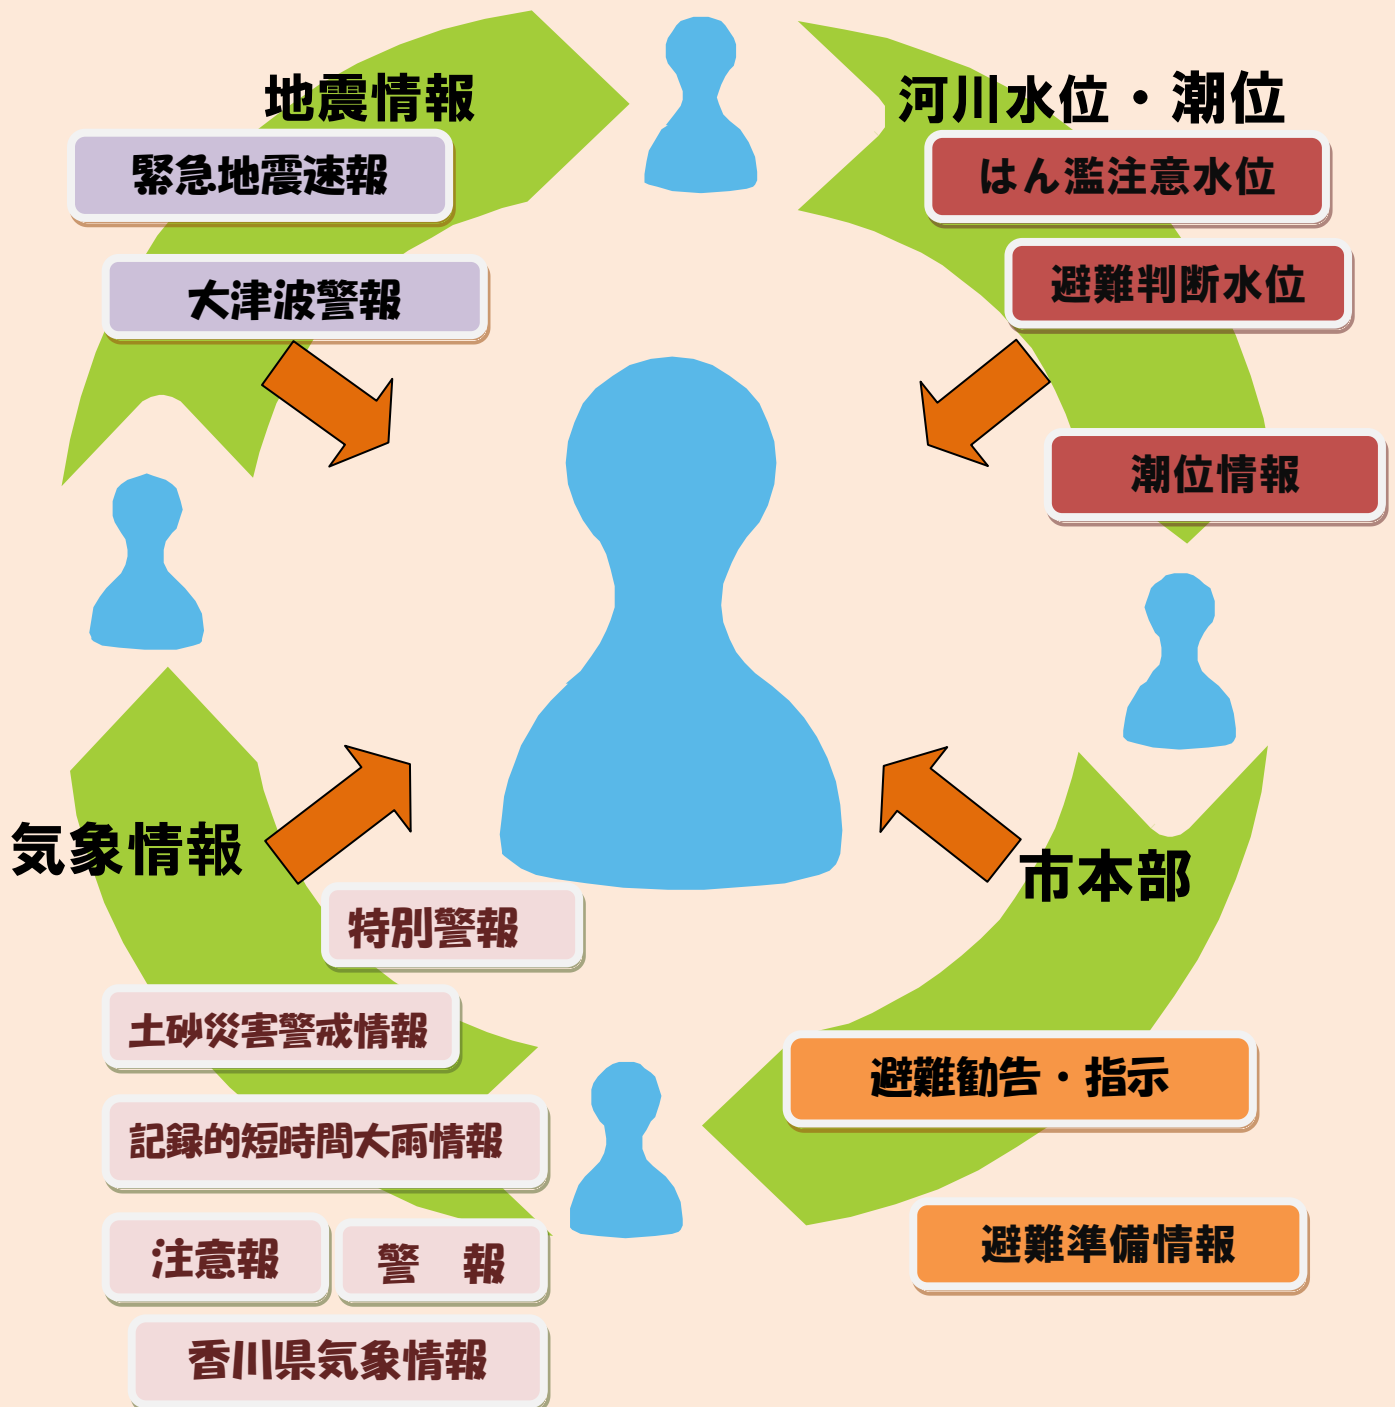 地震情報
緊急地震速報
大津波警報
河川水位・潮位
はん濫注意水位
避難判断水位
潮位情報
気象情報
特別警報
土砂災害警戒情報
記録的短時間大雨情報
注意報
警　報
香川県気象情報
市本部
避難勧告・指示
避難準備情報